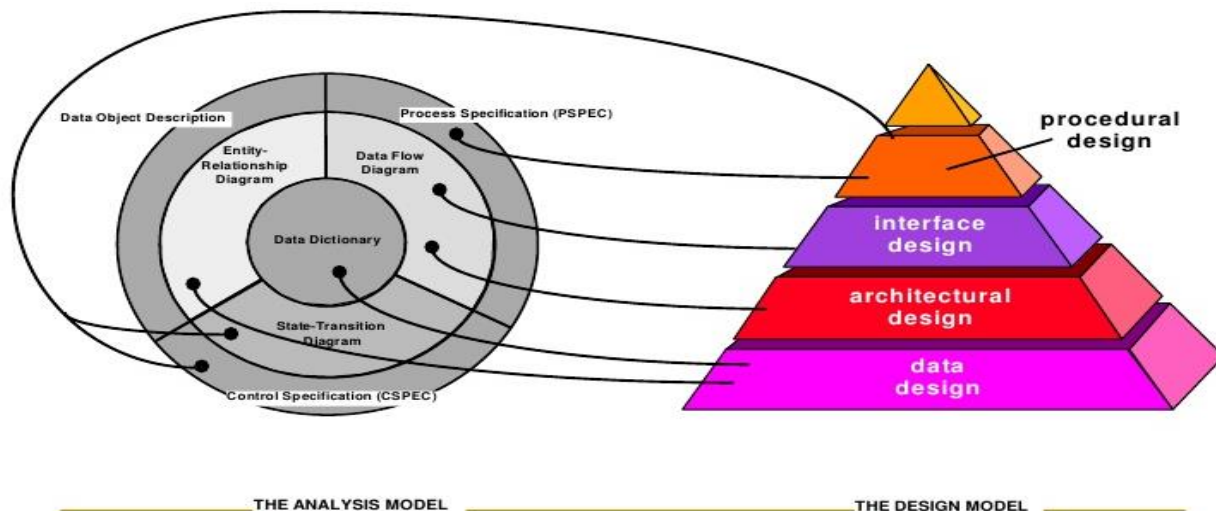 Data Object Description
Process Specification (PSPEC)
Entity-
Relationship
Diagram
Data Flow
Diagram
Data Dictionary
State-Transition
Diagram
Control Specification (CSPEC)
procedural
design
interface
design
architectural
design
data
design
THE ANALYSIS MODEL
THE DESIGN MODEL